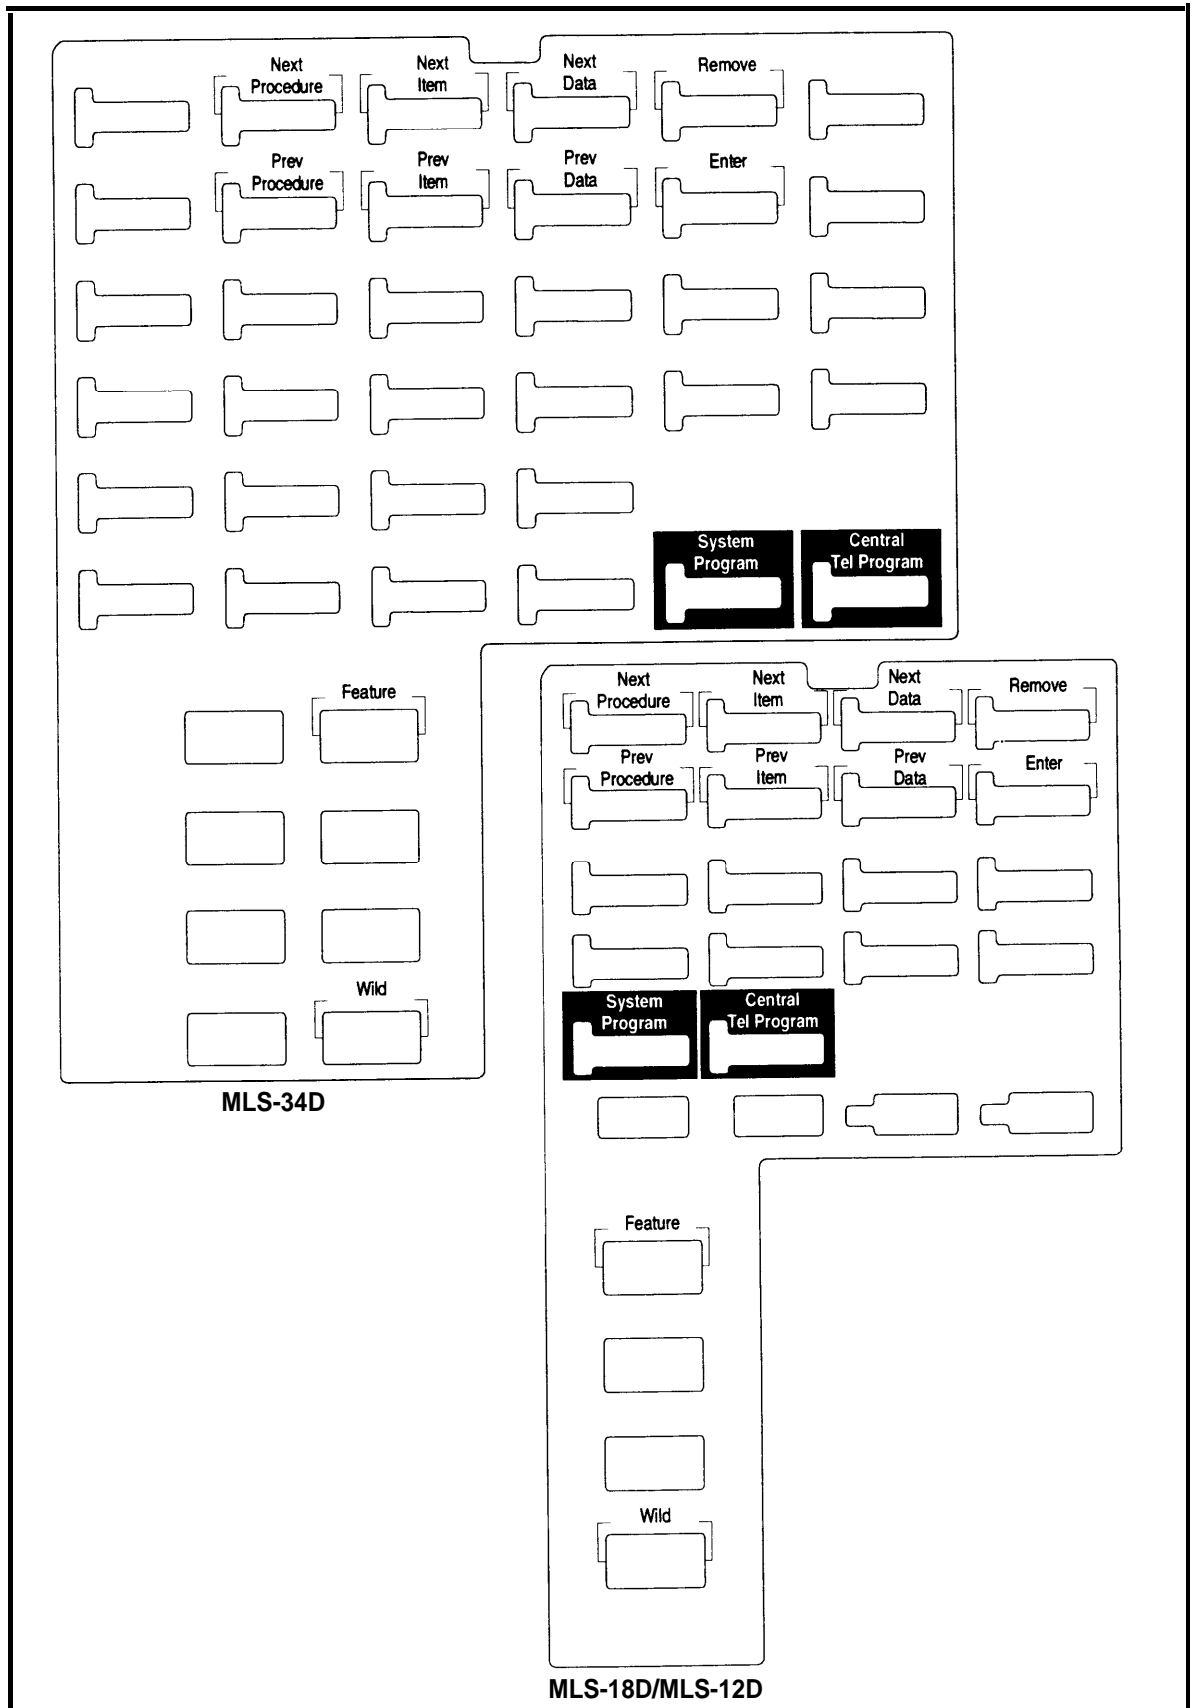 Next
Procedure
Next
Item
Next
Data
Remove
Prev
Procedure
Prev
Item
Prev
Data
Enter
System
Program
Central
Tel Program
Feature
Wild
MLS-34D
Next
Procedure
Next
Item
Next
Data
Remove
Prev
Procedure
Prev
Item
Prev
Data
Enter
System
Program
Central
Tel Program
Feature
Wild
MLS-18D/MLS-12D